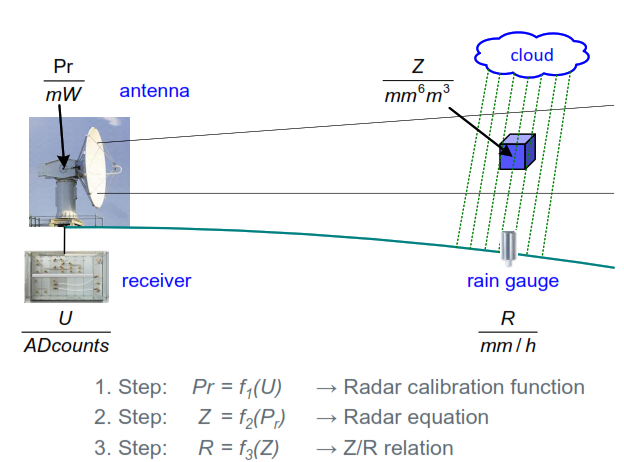 cloud
Pr
mW
antenna
Z
mm⁶m³
receiver
rain gauge
U
ADcounts
R
mm / h
1. Step: Pr = f₁(U) → Radar calibration function
2. Step: Z = f₂(Pᵣ) → Radar equation
3. Step: R = f₃(Z) → Z/R relation